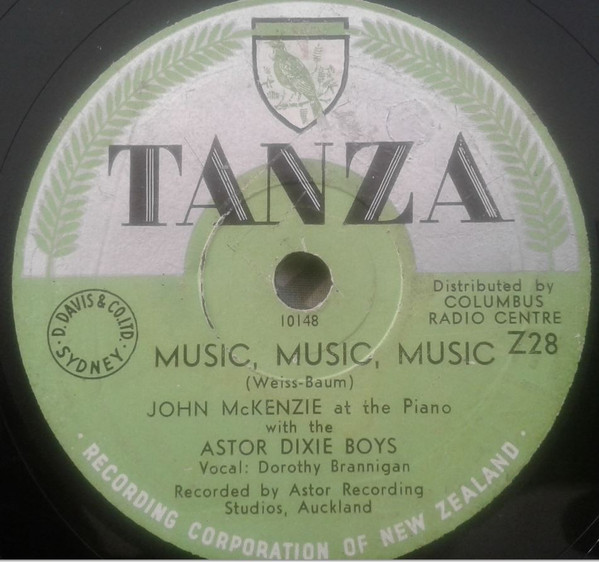 TANZA
Distributed by
COLUMBUS
RADIO CENTRE
10148
D. DAVIS & CO. LTD.
· SYDNEY ·
MUSIC, MUSIC, MUSIC Z28
(Weiss-Baum)
JOHN McKENZIE at the Piano
with the
ASTOR DIXIE BOYS
Vocal: Dorothy Brannigan
Recorded by Astor Recording
Studios, Auckland
· RECORDING CORPORATION OF NEW ZEALAND ·